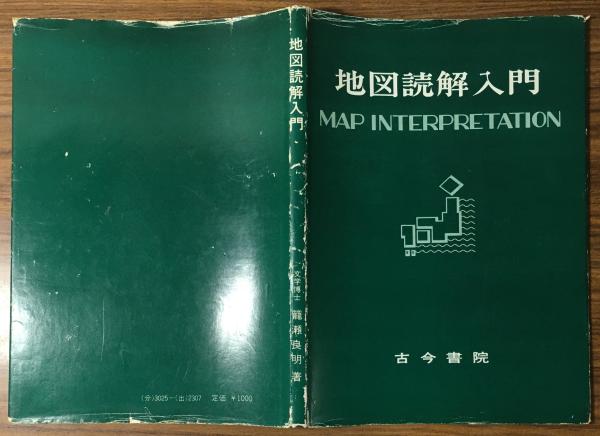 地図読解入門
MAP INTERPRETATION
古今書院
地図読解入門
文学博士 籠瀬良明 著
(分)3025-(出)2307 定価 ¥1000